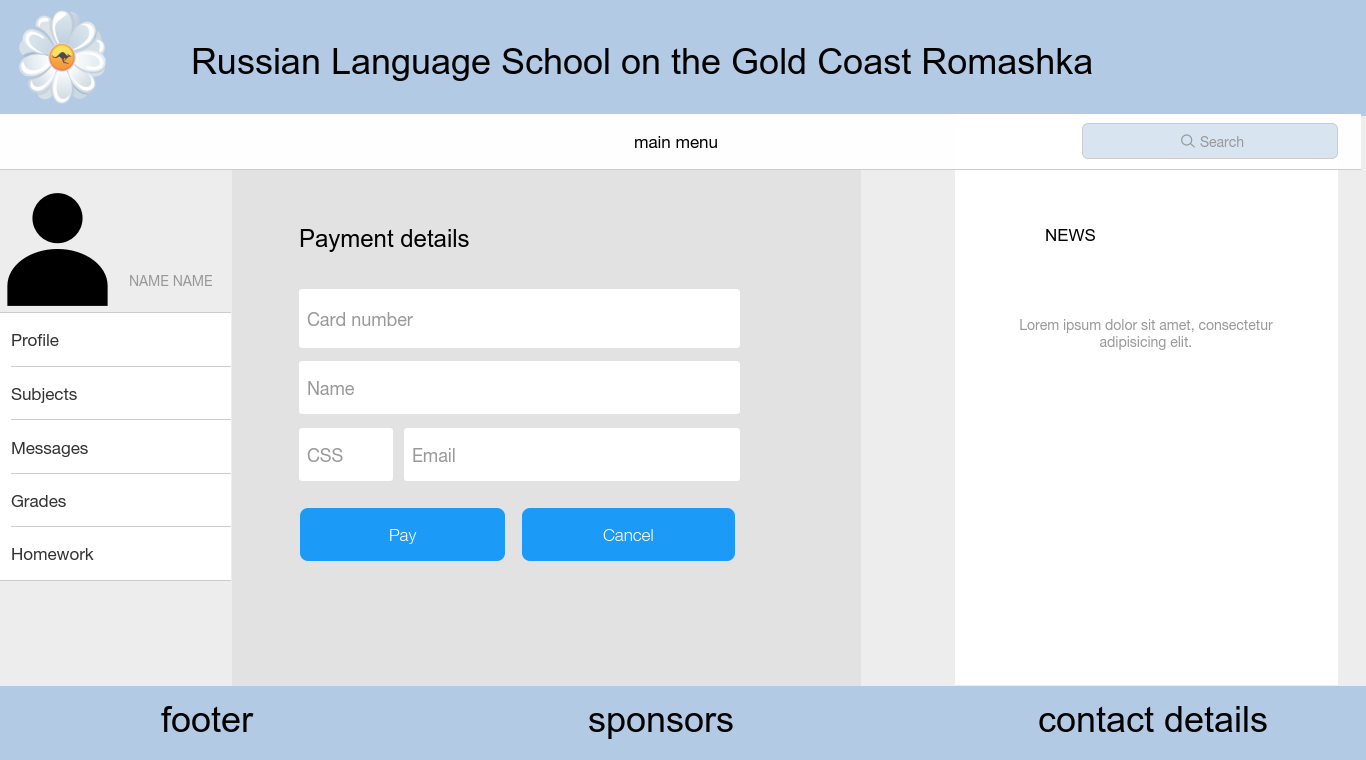 Russian Language School on the Gold Coast Romashka
main menu
Search
NAME NAME
Profile
Subjects
Messages
Grades
Homework
Payment details
Card number
Name
CSS
Email
Pay
Cancel
NEWS
Lorem ipsum dolor sit amet, consectetur
adipisicing elit.
footer
sponsors
contact details